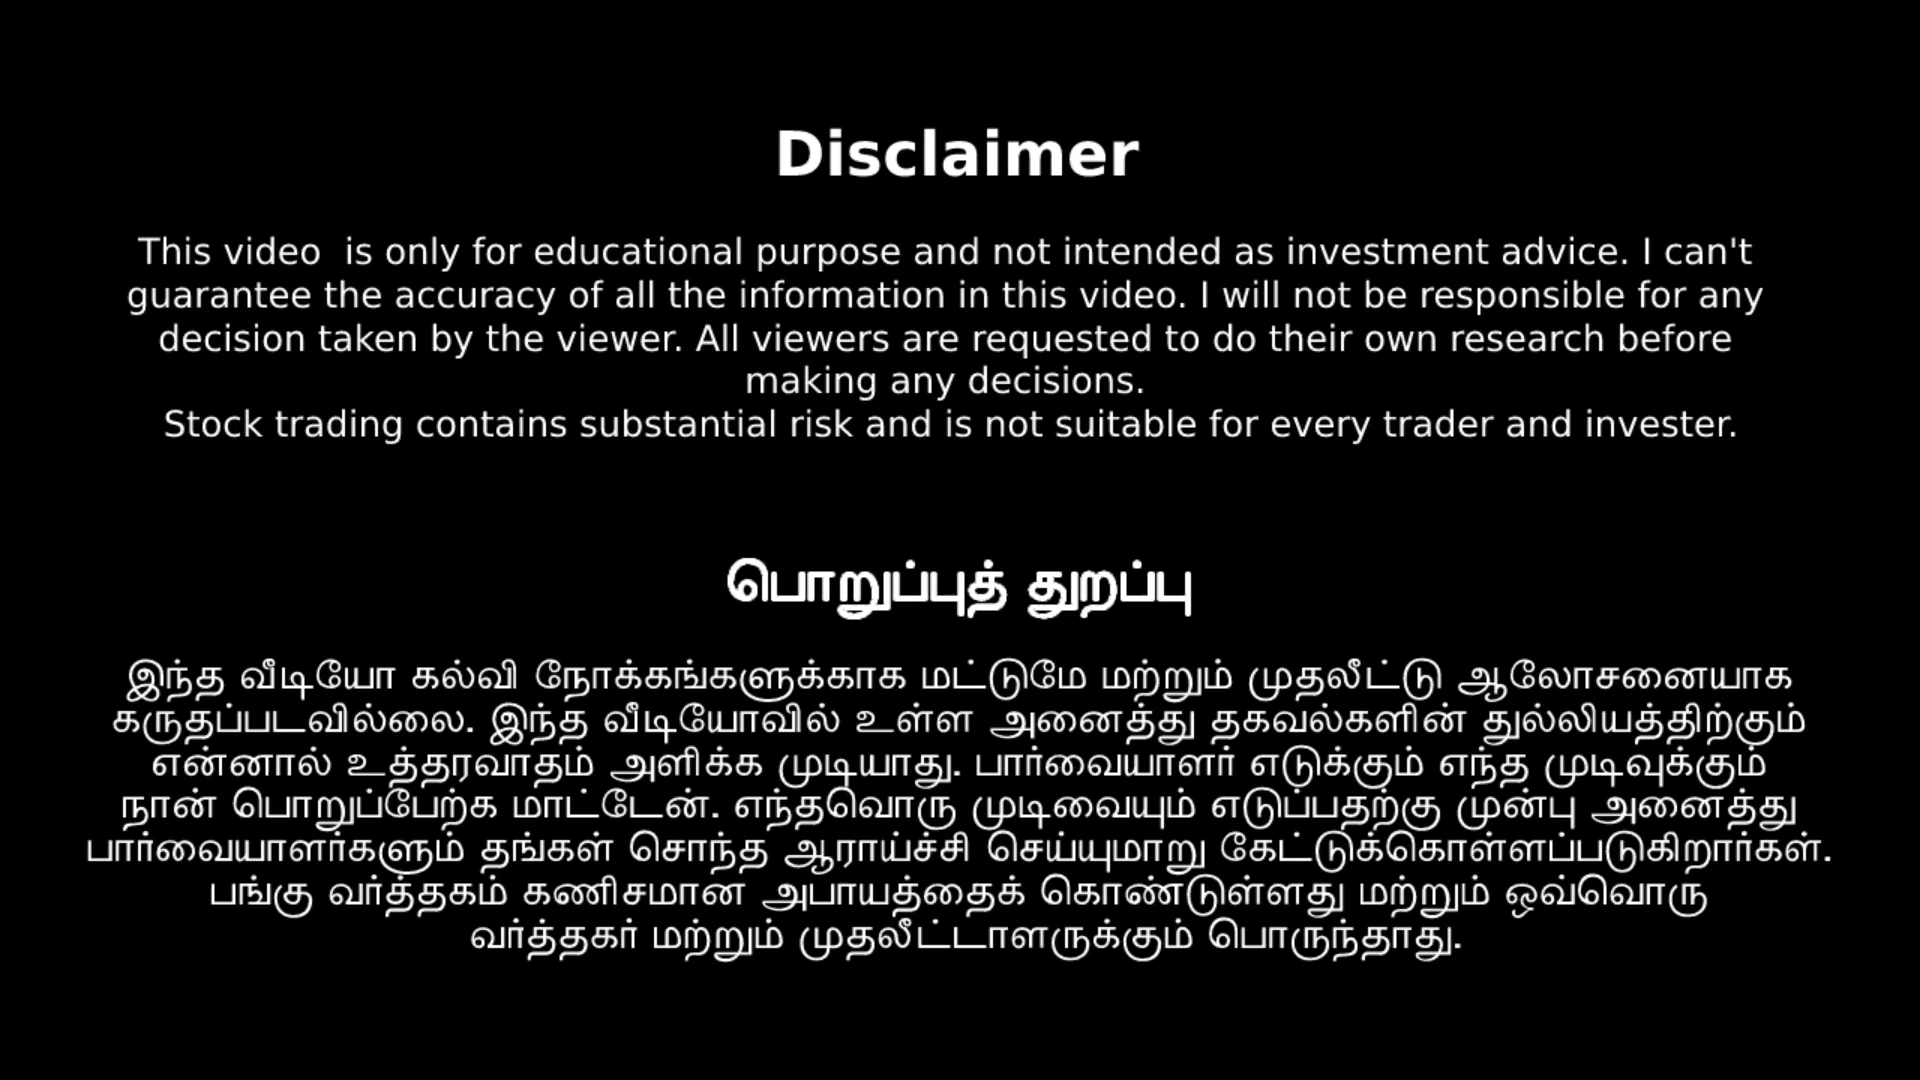 Disclaimer
This video  is only for educational purpose and not intended as investment advice. I can't
guarantee the accuracy of all the information in this video. I will not be responsible for any
decision taken by the viewer. All viewers are requested to do their own research before
making any decisions.
Stock trading contains substantial risk and is not suitable for every trader and invester.
பொறுப்புத் துறப்பு
இந்த வீடியோ கல்வி நோக்கங்களுக்காக மட்டுமே மற்றும் முதலீட்டு ஆலோசனையாக
கருதப்படவில்லை. இந்த வீடியோவில் உள்ள அனைத்து தகவல்களின் துல்லியத்திற்கும்
என்னால் உத்தரவாதம் அளிக்க முடியாது. பார்வையாளர் எடுக்கும் எந்த முடிவுக்கும்
நான் பொறுப்பேற்க மாட்டேன். எந்தவொரு முடிவையும் எடுப்பதற்கு முன்பு அனைத்து
பார்வையாளர்களும் தங்கள் சொந்த ஆராய்ச்சி செய்யுமாறு கேட்டுக்கொள்ளப்படுகிறார்கள்.
பங்கு வர்த்தகம் கணிசமான அபாயத்தைக் கொண்டுள்ளது மற்றும் ஒவ்வொரு
வர்த்தகர் மற்றும் முதலீட்டாளருக்கும் பொருந்தாது.